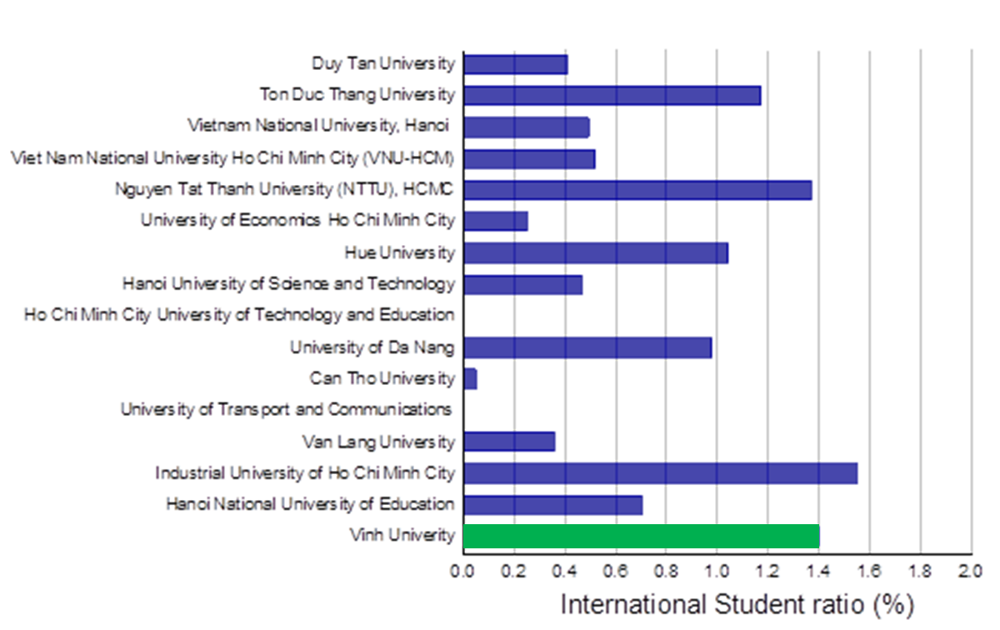 Duy Tan University
Ton Duc Thang University
Vietnam National University, Hanoi
Viet Nam National University Ho Chi Minh City (VNU-HCM)
Nguyen Tat Thanh University (NTTU), HCMC
University of Economics Ho Chi Minh City
Hue University
Hanoi University of Science and Technology
Ho Chi Minh City University of Technology and Education
University of Da Nang
Can Tho University
University of Transport and Communications
Van Lang University
Industrial University of Ho Chi Minh City
Hanoi National University of Education
Vinh Univerity
0.0 0.2 0.4 0.6 0.8 1.0 1.2 1.4 1.6 1.8 2.0
International Student ratio (%)